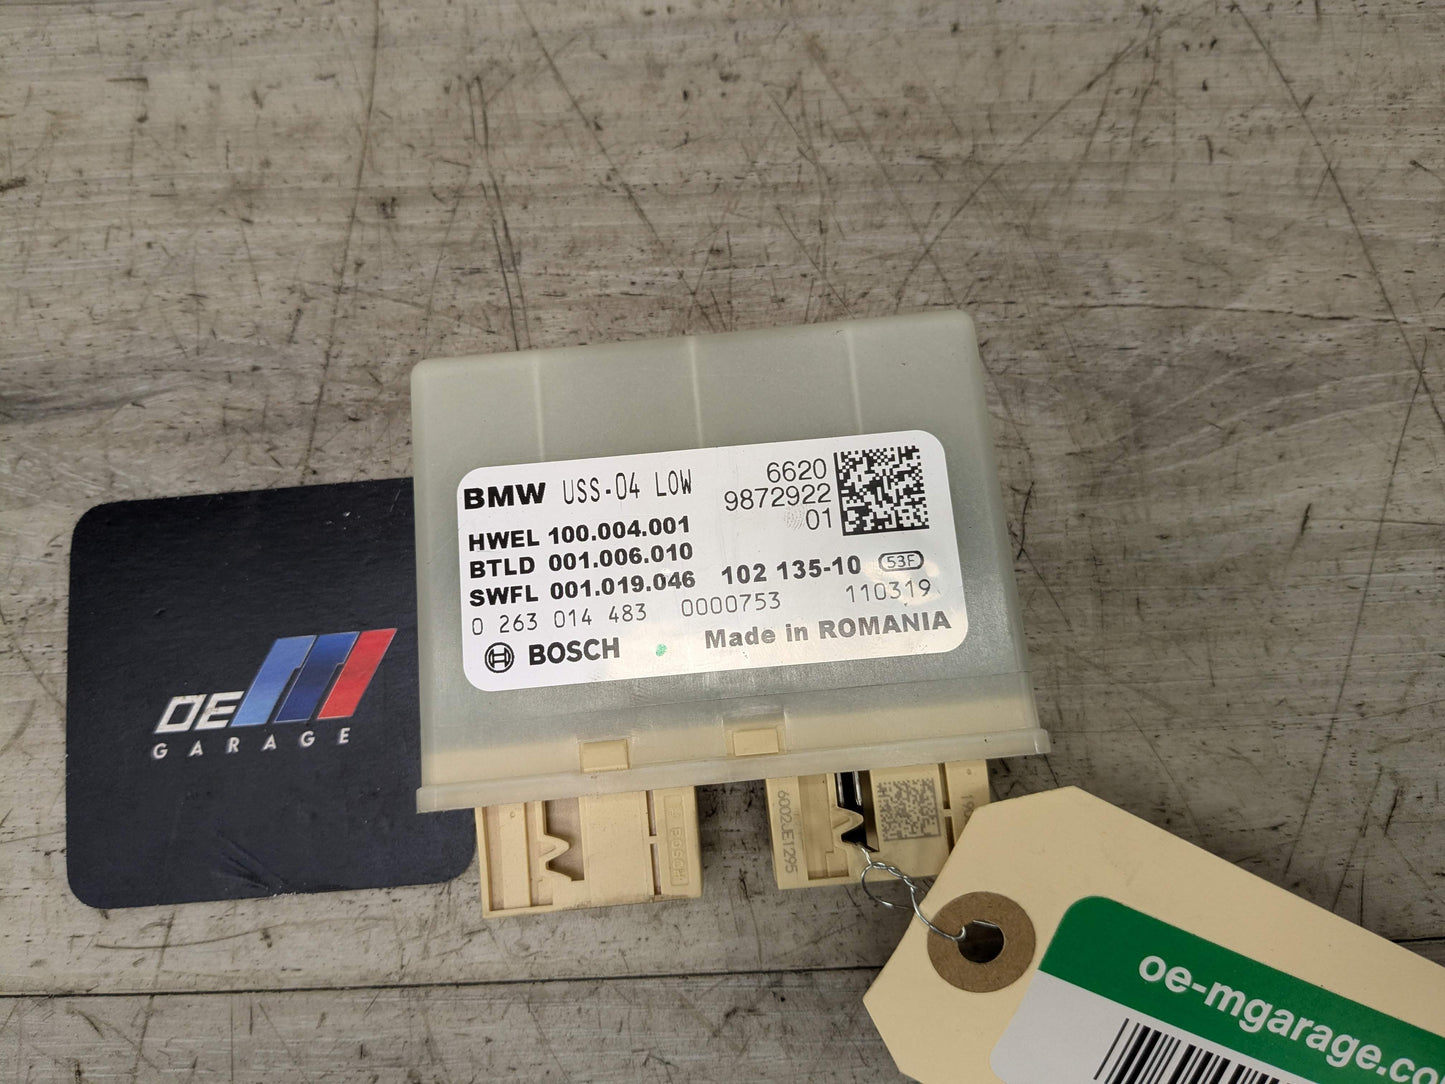 BMW USS-04 LOW
6620
9872922
01
HWEL 100.004.001
BTLD 001.006.010
SWFL 001.019.046
102 135-10 53F
0 263 014 483 0000753 110319
BOSCH
Made in ROMANIA
OEM
GARAGE
BOSCH
6002JE1295
oe-mgarage.co